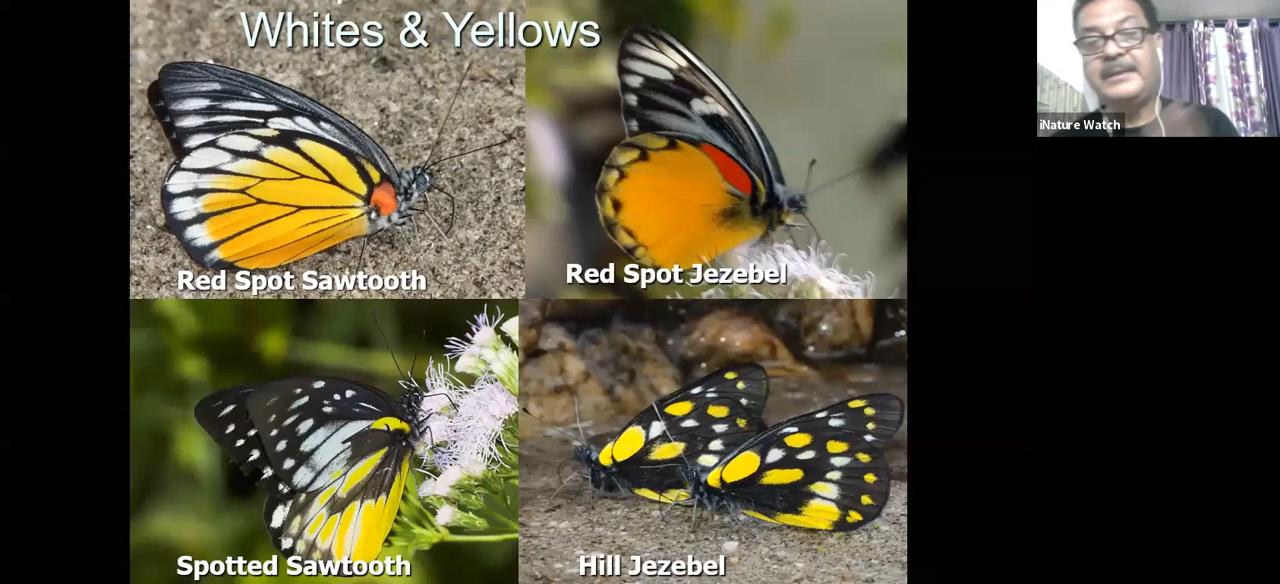 Whites & Yellows
iNature Watch
Red Spot Sawtooth
Red Spot Jezebel
Spotted Sawtooth
Hill Jezebel